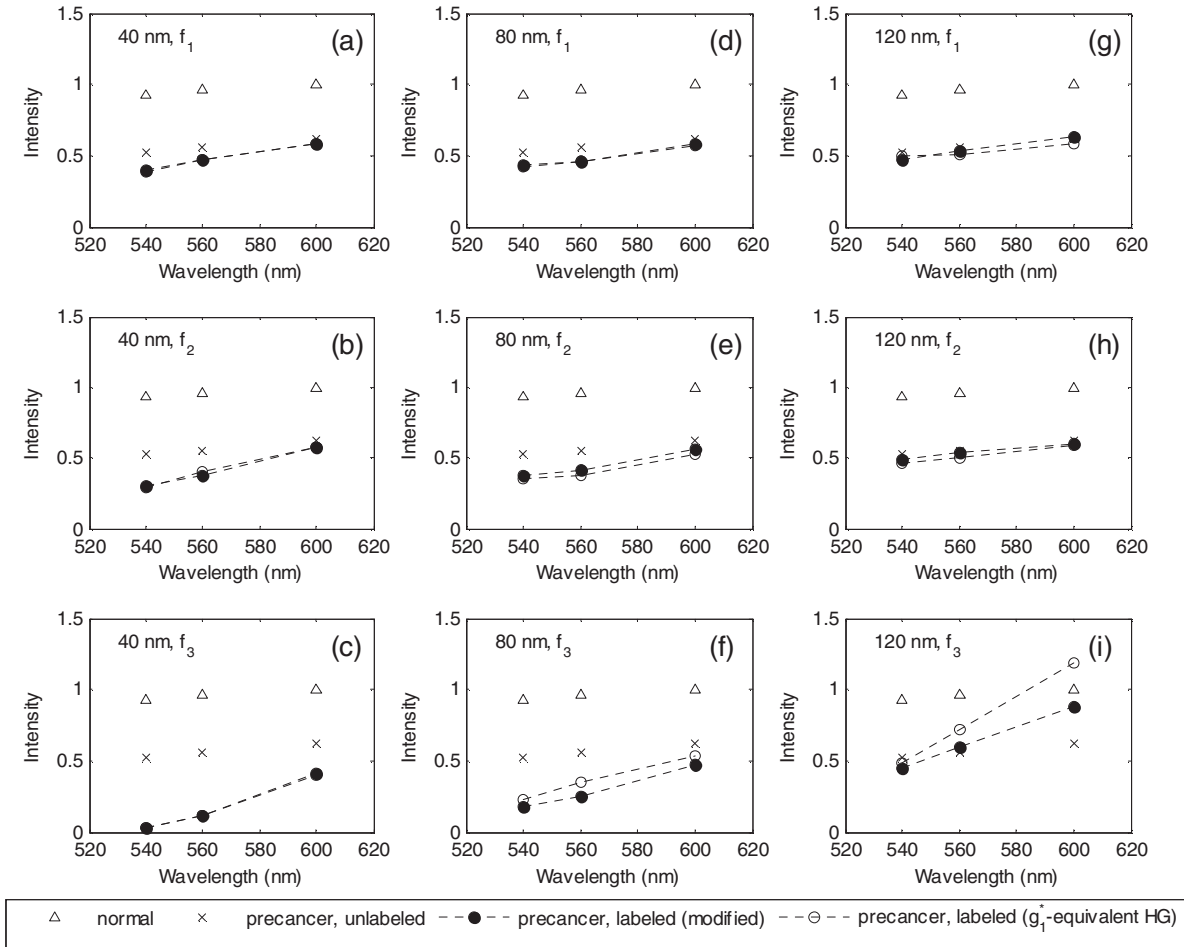 40 nm, f1 (a)
1.5
1
0.5
0
Intensity
520 540 560 580 600 620
Wavelength (nm)
80 nm, f1 (d)
1.5
1
0.5
0
Intensity
520 540 560 580 600 620
Wavelength (nm)
120 nm, f1 (g)
1.5
1
0.5
0
Intensity
520 540 560 580 600 620
Wavelength (nm)
40 nm, f2 (b)
1.5
1
0.5
0
Intensity
520 540 560 580 600 620
Wavelength (nm)
80 nm, f2 (e)
1.5
1
0.5
0
Intensity
520 540 560 580 600 620
Wavelength (nm)
120 nm, f2 (h)
1.5
1
0.5
0
Intensity
520 540 560 580 600 620
Wavelength (nm)
40 nm, f3 (c)
1.5
1
0.5
0
Intensity
520 540 560 580 600 620
Wavelength (nm)
80 nm, f3 (f)
1.5
1
0.5
0
Intensity
520 540 560 580 600 620
Wavelength (nm)
120 nm, f3 (i)
1.5
1
0.5
0
Intensity
520 540 560 580 600 620
Wavelength (nm)
normal precancer, unlabeled precancer, labeled (modified) precancer, labeled (g1*-equivalent HG)